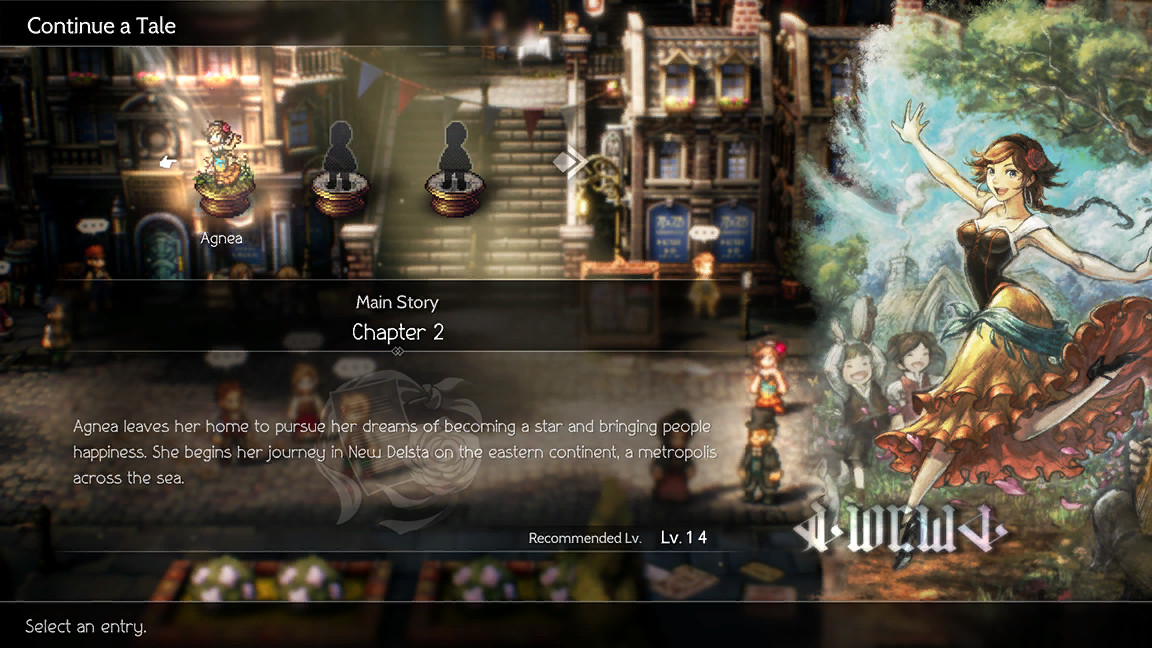 Continue a Tale
Agnea
Main Story
Chapter 2
Agnea leaves her home to pursue her dreams of becoming a star and bringing people
happiness. She begins her journey in New Delsta on the eastern continent, a metropolis
across the sea.
Recommended Lv. Lv. 14
Select an entry.